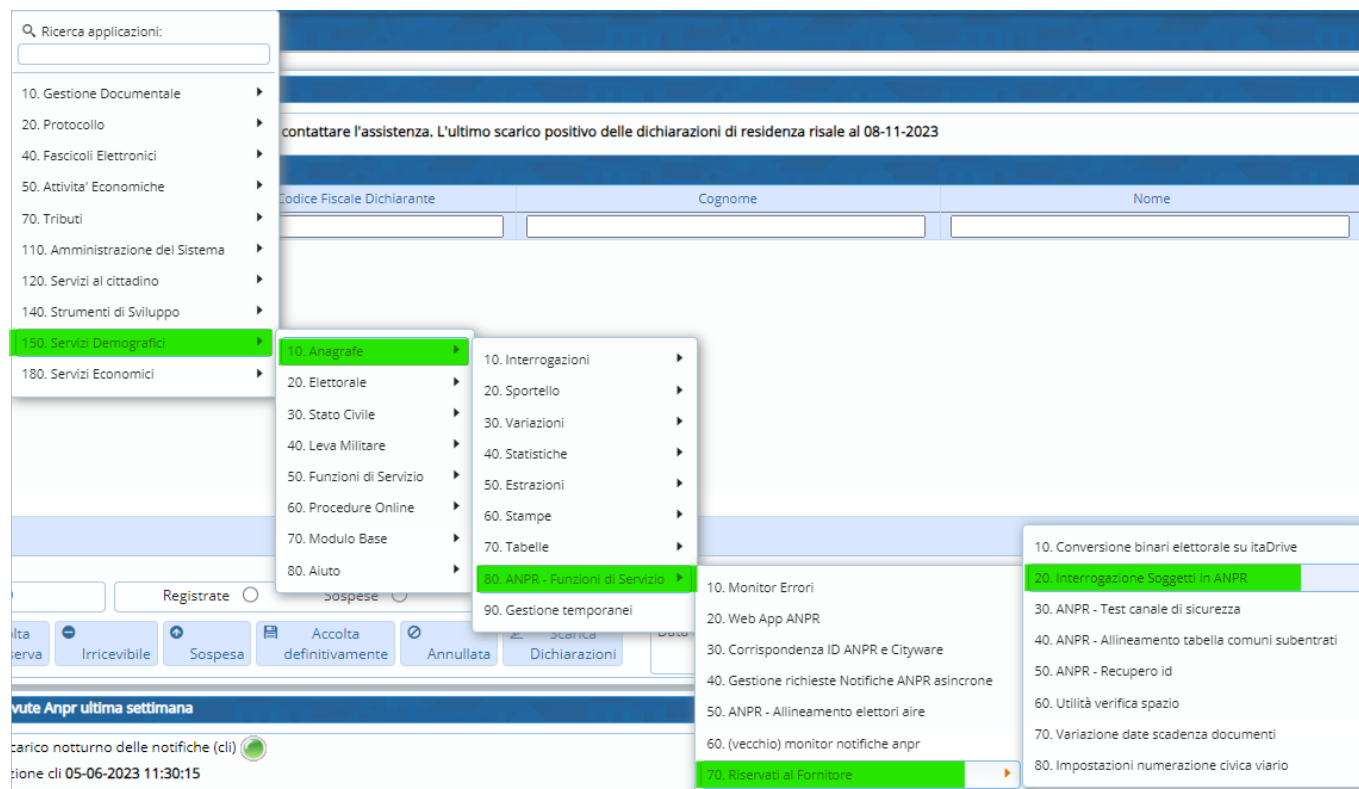 Ricerca applicazioni:
10. Gestione Documentale
20. Protocollo
40. Fascicoli Elettronici
50. Attivita' Economiche
70. Tributi
110. Amministrazione del Sistema
120. Servizi al cittadino
140. Strumenti di Sviluppo
150. Servizi Demografici
180. Servizi Economici
contattare l'assistenza. L'ultimo scarico positivo delle dichiarazioni di residenza risale al 08-11-2023
Codice Fiscale Dichiarante
Cognome
Nome
10. Anagrafe
20. Elettorale
30. Stato Civile
40. Leva Militare
50. Funzioni di Servizio
60. Procedure Online
70. Modulo Base
80. Aiuto
10. Interrogazioni
20. Sportello
30. Variazioni
40. Statistiche
50. Estrazioni
60. Stampe
70. Tabelle
80. ANPR - Funzioni di Servizio
90. Gestione temporanei
10. Monitor Errori
20. Web App ANPR
30. Corrispondenza ID ANPR e Cityware
40. Gestione richieste Notifiche ANPR asincrone
50. ANPR - Allineamento elettori aire
60. (vecchio) monitor notifiche anpr
70. Riservati al Fornitore
10. Conversione binari elettorale su itaDrive
20. Interrogazione Soggetti in ANPR
30. ANPR - Test canale di sicurezza
40. ANPR - Allineamento tabella comuni subentrati
50. ANPR - Recupero id
60. Utilità verifica spazio
70. Variazione date scadenza documenti
80. Impostazioni numerazione civica viario
Registrate
Sospese
Irricevibile
Sospesa
Accolta
definitivamente
Annullata
Scarica
Dichiarazioni
vute Anpr ultima settimana
carico notturno delle notifiche (cli)
zione cli 05-06-2023 11:30:15